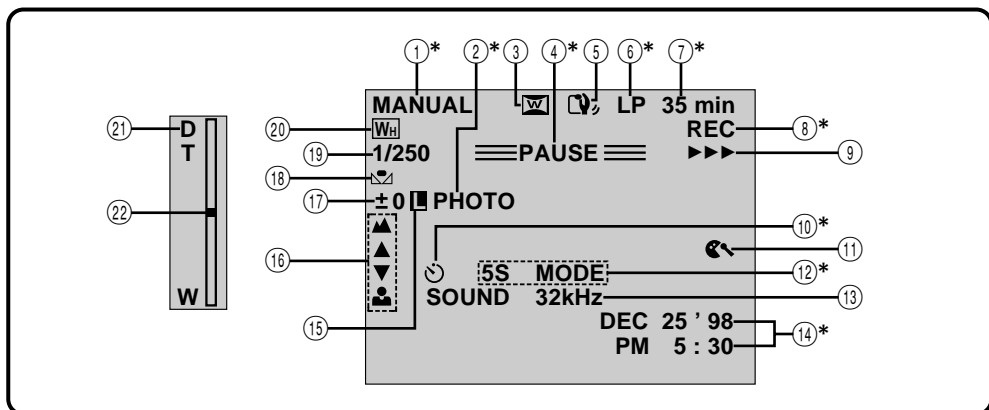 ① * ② * ③ ④ * ⑤ ⑥ * ⑦ *
MANUAL W LP 35 min
㉑ D ⑳ WH REC ⑧ *
T ⑲ 1/250 PAUSE ►►► ⑨
⑱
㉒ ⑰ ±0 L PHOTO
⑩ *
⑯ ⑪
5S MODE ⑫ *
W SOUND 32kHz ⑬
⑮ DEC 25 ’ 98
PM 5 : 30 ⑭ *